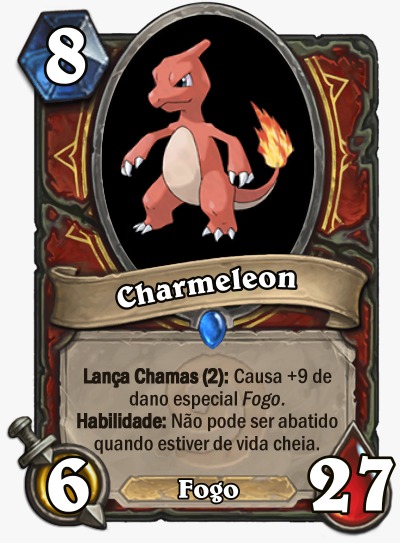 8
Charmeleon
Lança Chamas (2): Causa +9 de
dano especial Fogo.
Habilidade: Não pode ser abatido
quando estiver de vida cheia.
6
Fogo
27